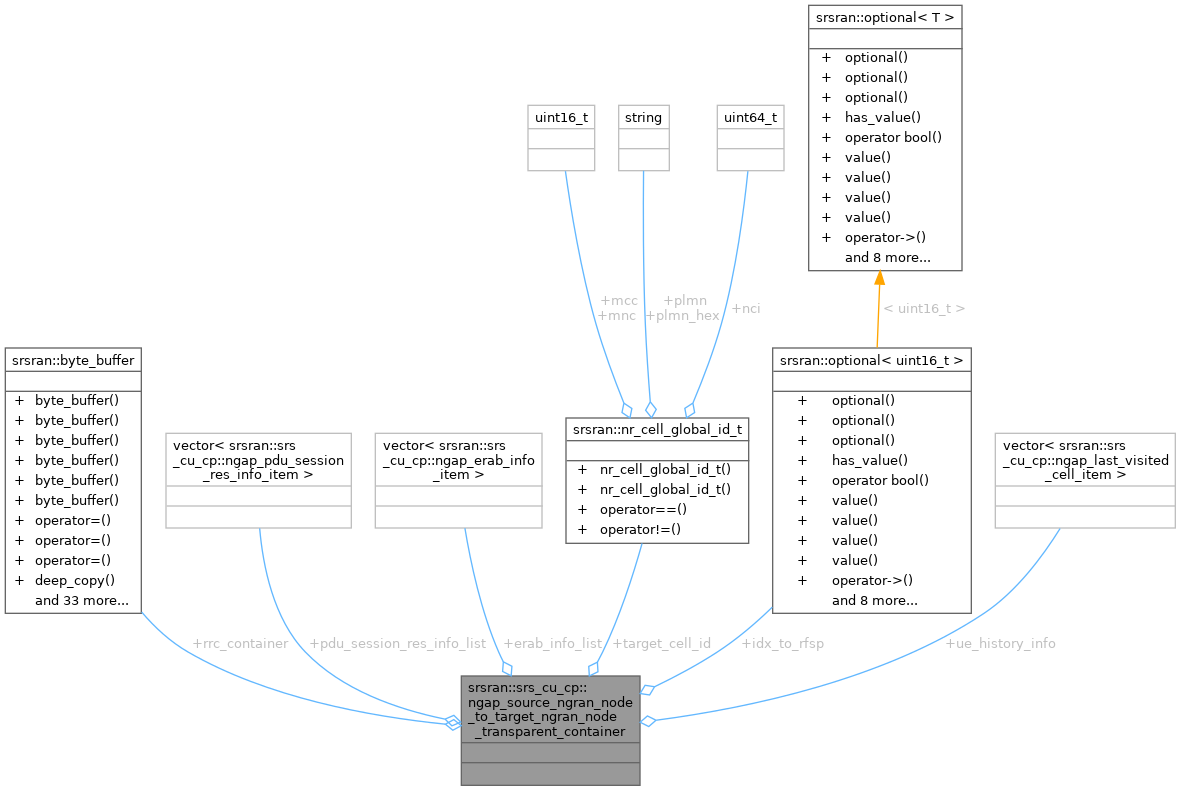 srsran::optional< T >
+ optional()
+ optional()
+ optional()
+ has_value()
+ operator bool()
+ value()
+ value()
+ value()
+ value()
+ operator->()
and 8 more...
uint16_t
string
uint64_t
+mcc
+mnc
+plmn
+plmn_hex
+nci
< uint16_t >
srsran::byte_buffer
+ byte_buffer()
+ byte_buffer()
+ byte_buffer()
+ byte_buffer()
+ byte_buffer()
+ byte_buffer()
+ operator=()
+ operator=()
+ operator=()
+ deep_copy()
and 33 more...
vector< srsran::srs
_cu_cp::ngap_pdu_session
_res_info_item >
vector< srsran::srs
_cu_cp::ngap_erab_info
_item >
srsran::nr_cell_global_id_t
+ nr_cell_global_id_t()
+ nr_cell_global_id_t()
+ operator==()
+ operator!=()
srsran::optional< uint16_t >
+ optional()
+ optional()
+ optional()
+ has_value()
+ operator bool()
+ value()
+ value()
+ value()
+ value()
+ operator->()
and 8 more...
vector< srsran::srs
_cu_cp::ngap_last_visited
_cell_item >
+rrc_container
+pdu_session_res_info_list
+erab_info_list
+target_cell_id
+idx_to_rfsp
+ue_history_info
srsran::srs_cu_cp::
ngap_source_ngran_node
_to_target_ngran_node
_transparent_container